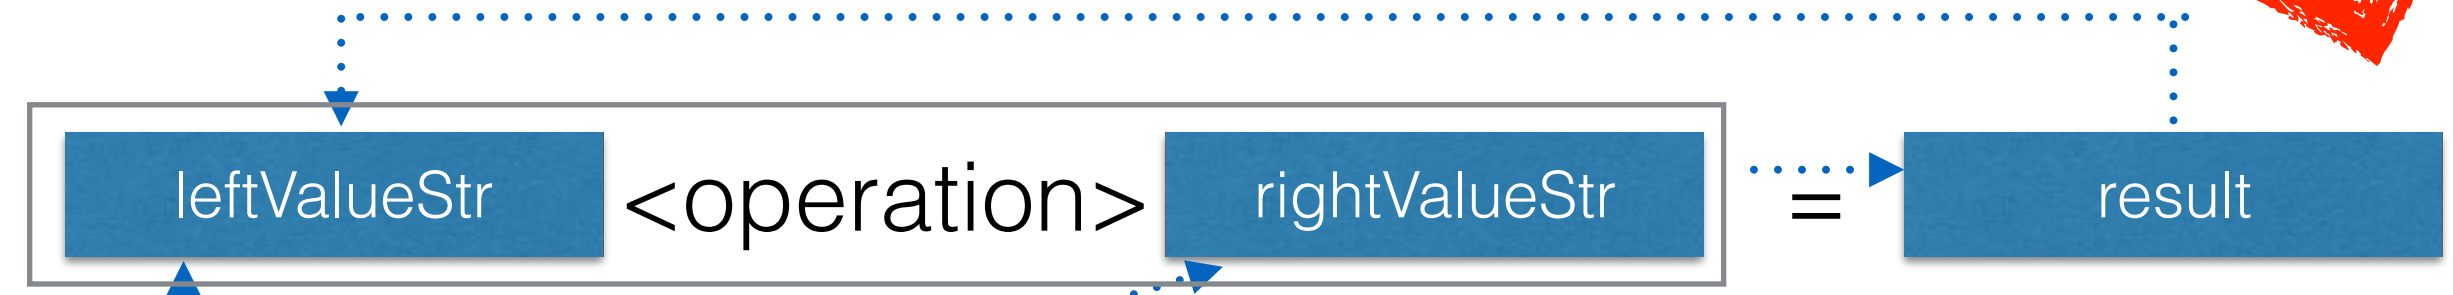 leftValueStr <operation> rightValueStr = result